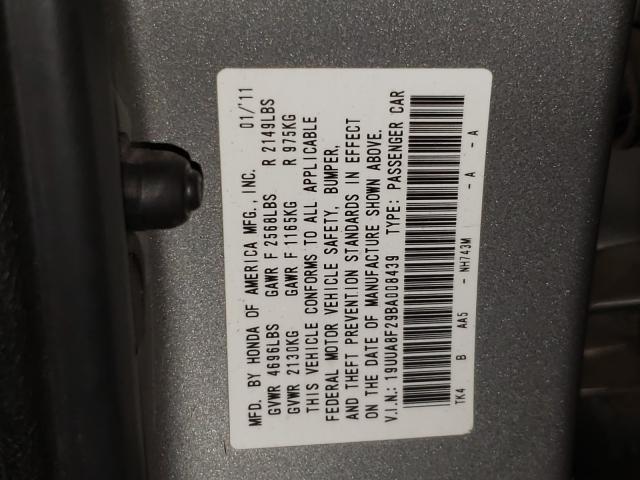 MFD. BY HONDA OF AMERICA MFG., INC. 01/'11
GVWR 4696LBS GAWR F 2568LBS R 2149LBS
GVWR 2130KG GAWR F 1165KG R 975KG
THIS VEHICLE CONFORMS TO ALL APPLICABLE
FEDERAL MOTOR VEHICLE SAFETY, BUMPER,
AND THEFT PREVENTION STANDARDS IN EFFECT
ON THE DATE OF MANUFACTURE SHOWN ABOVE.
V.I.N.: 19UUA8F29BA008439 TYPE: PASSENGER CAR
TK4 B AA5 - NH743M - A - A